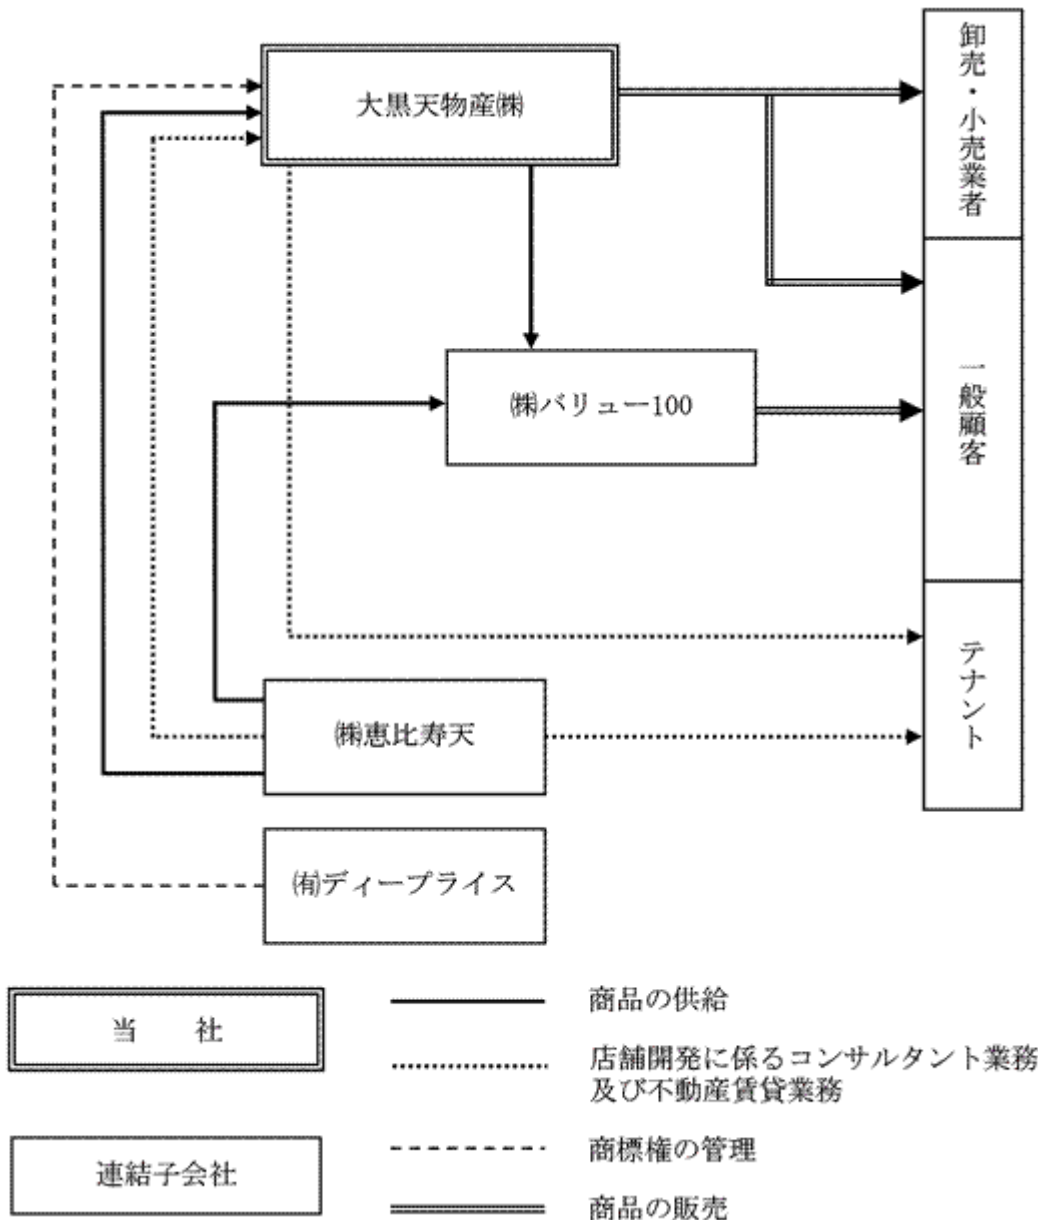 大黒天物産㈱
卸売・小売業者
㈱バリュー100
一般顧客
テナント
㈱恵比寿天
㈲ディープライス
当　　社
商品の供給
店舗開発に係るコンサルタント業務
及び不動産賃貸業務
連結子会社
商標権の管理
商品の販売